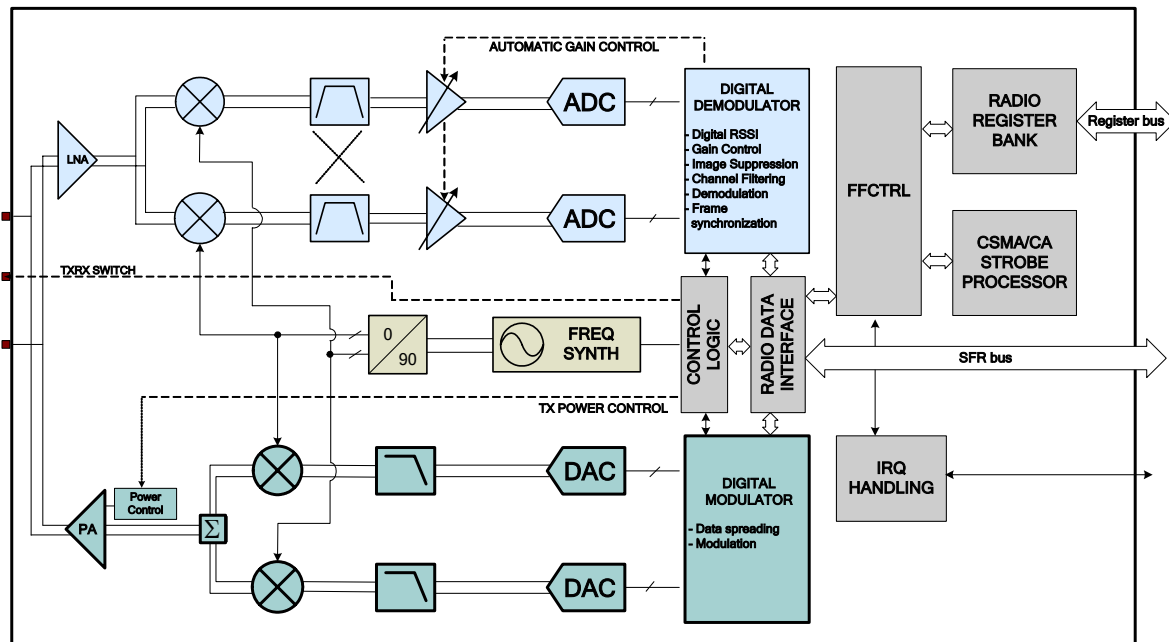 AUTOMATIC GAIN CONTROL
LNA
ADC
ADC
DIGITAL
DEMODULATOR
- Digital RSSI
- Gain Control
- Image Suppression
- Channel Filtering
- Demodulation
- Frame
synchronization
FFCTRL
RADIO
REGISTER
BANK
Register bus
CSMA/CA
STROBE
PROCESSOR
TXRX SWITCH
0
90
FREQ
SYNTH
CONTROL
LOGIC
RADIO DATA
INTERFACE
SFR bus
TX POWER CONTROL
Power
Control
PA
Σ
DAC
DAC
DIGITAL
MODULATOR
- Data spreading
- Modulation
IRQ
HANDLING